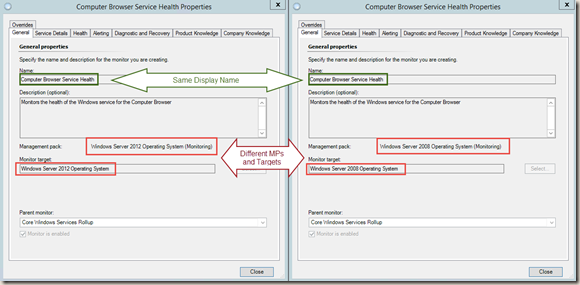 Computer Browser Service Health Properties
x
Overrides
General Service Details Health Alerting Diagnostic and Recovery Product Knowledge Company Knowledge
General properties
Specify the name and description for the monitor you are creating.
Name:
Computer Browser Service Health
Description (optional):
Monitors the health of the Windows service for the Computer Browser
Management pack: Windows Server 2012 Operating System (Monitoring)
Monitor target:
Windows Server 2012 Operating System
Parent monitor:
Core Windows Services Rollup
Monitor is enabled
Close
Same Display Name
Different MPs
and Targets
Computer Browser Service Health Properties
x
Overrides
General Service Details Health Alerting Diagnostic and Recovery Product Knowledge Company Knowledge
General properties
Specify the name and description for the monitor you are creating.
Name:
Computer Browser Service Health
Description (optional):
Monitors the health of the Windows service for the Computer Browser
Management pack: Windows Server 2008 Operating System (Monitoring)
Monitor target:
Windows Server 2008 Operating System
Select...
Parent monitor:
Core Windows Services Rollup
Monitor is enabled
Close